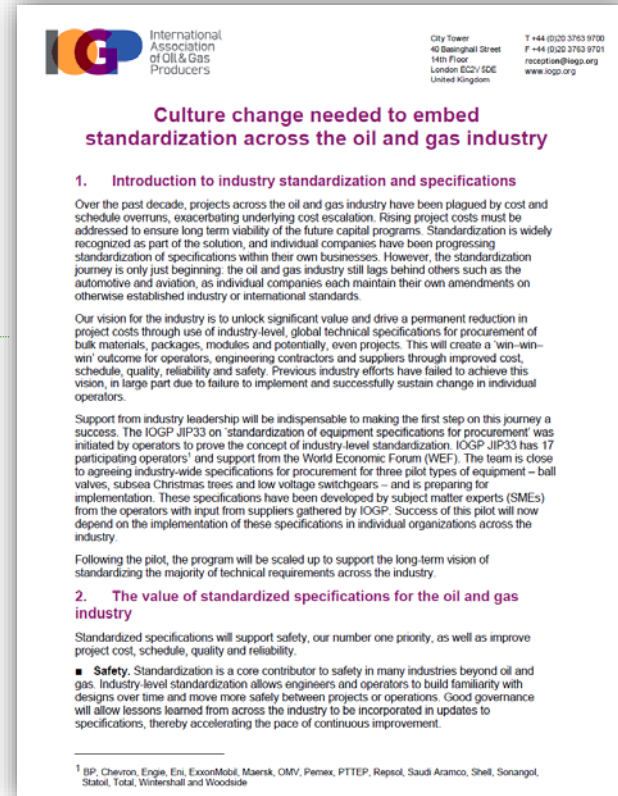 IOGP
International
Association
of Oil & Gas
Producers
City Tower
40 Basinghall Street
14th Floor
London EC2V 5DE
United Kingdom
T +44 (0)20 3763 9700
F +44 (0)20 3763 9701
reception@iogp.org
www.iogp.org
Culture change needed to embed
standardization across the oil and gas industry
1. Introduction to industry standardization and specifications
Over the past decade, projects across the oil and gas industry have been plagued by cost and
schedule overruns, exacerbating underlying cost escalation. Rising project costs must be
addressed to ensure long term viability of the future capital programs. Standardization is widely
recognized as part of the solution, and individual companies have been progressing
standardization of specifications within their own businesses. However, the standardization
journey is only just beginning: the oil and gas industry still lags behind others such as the
automotive and aviation, as individual companies each maintain their own amendments on
otherwise established industry or international standards.
Our vision for the industry is to unlock significant value and drive a permanent reduction in
project costs through use of industry-level, global technical specifications for procurement of
bulk materials, packages, modules and potentially, even projects. This will create a 'win–win–
win' outcome for operators, engineering contractors and suppliers through improved cost,
schedule, quality, reliability and safety. Previous industry efforts have failed to achieve this
vision, in large part due to failure to implement and successfully sustain change in individual
operators.
Support from industry leadership will be indispensable to making the first step on this journey a
success. The IOGP JIP33 on 'standardization of equipment specifications for procurement' was
initiated by operators to prove the concept of industry-level standardization. IOGP JIP33 has 17
participating operators¹ and support from the World Economic Forum (WEF). The team is close
to agreeing industry-wide specifications for procurement for three pilot types of equipment – ball
valves, subsea Christmas trees and low voltage switchgears – and is preparing for
implementation. These specifications have been developed by subject matter experts (SMEs)
from the operators with input from suppliers gathered by IOGP. Success of this pilot will now
depend on the implementation of these specifications in individual organizations across the
industry.
Following the pilot, the program will be scaled up to support the long-term vision of
standardizing the majority of technical requirements across the industry.
2. The value of standardized specifications for the oil and gas
industry
Standardized specifications will support safety, our number one priority, as well as improve
project cost, schedule, quality and reliability.
■ Safety. Standardization is a core contributor to safety in many industries beyond oil and
gas. Industry-level standardization allows engineers and operators to build familiarity with
designs over time and move more safely between projects or operations. Good governance
will allow lessons learned from across the industry to be incorporated in updates to
specifications, thereby accelerating the pace of continuous improvement.
¹ BP, Chevron, Engie, Eni, ExxonMobil, Maersk, OMV, Pemex, PTTEP, Repsol, Saudi Aramco, Shell, Sonangol,
Statoil, Total, Wintershall and Woodside